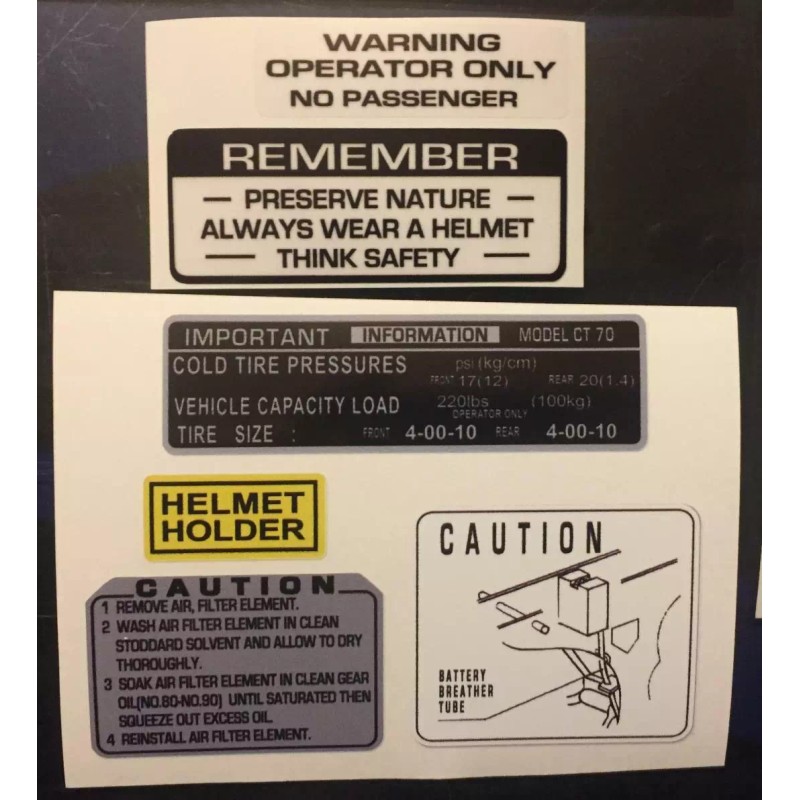 WARNING
OPERATOR ONLY
NO PASSENGER
REMEMBER
— PRESERVE NATURE —
ALWAYS WEAR A HELMET
— THINK SAFETY —
IMPORTANT INFORMATION MODEL CT 70
COLD TIRE PRESSURES psi(kg/cm)
FRONT 17(12) REAR 20(1.4)
VEHICLE CAPACITY LOAD 220lbs (100kg)
OPERATOR ONLY
TIRE SIZE : FRONT 4-00-10 REAR 4-00-10
HELMET
HOLDER
CAUTION
1 REMOVE AIR, FILTER ELEMENT.
2 WASH AIR FILTER ELEMENT IN CLEAN
STODDARD SOLVENT AND ALLOW TO DRY
THOROUGHLY.
3 SOAK AIR FILTER ELEMENT IN CLEAN GEAR
OIL(NO.80-NO.90) UNTIL SATURATED THEN
SQUEEZE OUT EXCESS OIL.
4 REINSTALL AIR FILTER ELEMENT.
CAUTION
BATTERY
BREATHER
TUBE